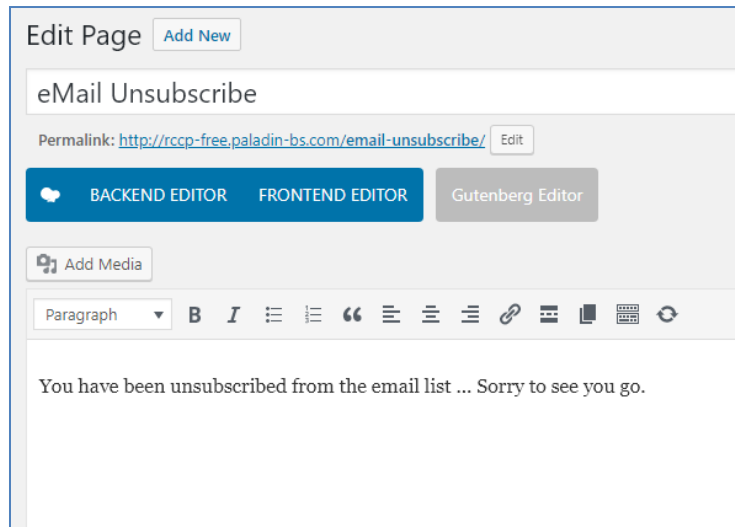 Edit Page Add New
eMail Unsubscribe
Permalink: http://rccp-free.paladin-bs.com/email-unsubscribe/ Edit
BACKEND EDITOR FRONTEND EDITOR Gutenberg Editor
Add Media
Paragraph
You have been unsubscribed from the email list ... Sorry to see you go.